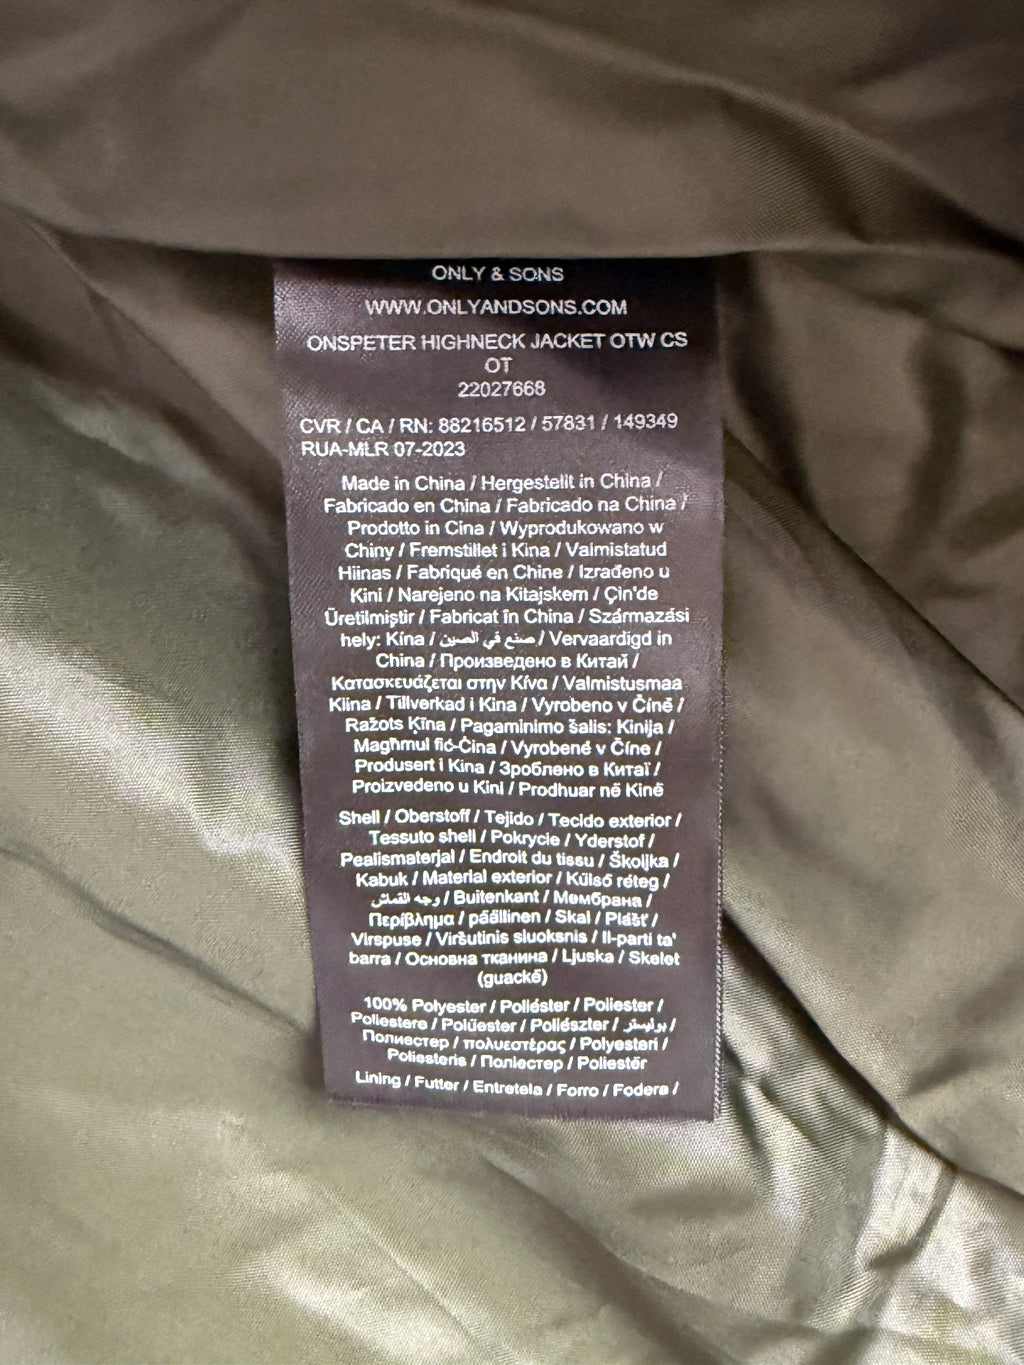 ONLY & SONS
WWW.ONLYANDSONS.COM
ONSPETER HIGHNECK JACKET OTW CS
OT
22027668
CVR / CA / RN: 88216512 / 57831 / 149349
RUA-MLR 07-2023
Made in China / Hergestellt in China /
Fabricado en China / Fabricado na China /
Prodotto in Cina / Wyprodukowano w
Chiny / Fremstillet i Kina / Valmistatud
Hiinas / Fabriqué en Chine / Izrađeno u
Kini / Narejeno na Kitajskem / Çin'de
Üretilmiştir / Fabricat în China / Származási
hely: Kína / صنع في الصين / Vervaardigd in
China / Произведено в Китай /
Κατασκευάζεται στην Κίνα / Valmistusmaa
Kiina / Tillverkad i Kina / Vyrobeno v Číně /
Ražots Ķīna / Pagaminimo šalis: Kinija /
Magħmul fiċ-Ċina / Vyrobené v Číne /
Produsert i Kina / Зроблено в Китаї /
Proizvedeno u Kini / Prodhuar në Kinë
Shell / Oberstoff / Tejido / Tecido exterior /
Tessuto shell / Pokrycie / Yderstof /
Pealismaterjal / Endroit du tissu / Školjka /
Kabuk / Material exterior / Külső réteg /
وجه القماش / Buitenkant / Мембрана /
Περίβλημα / päällinen / Skal / Plášť /
Virspuse / Viršutinis sluoksnis / Il-parti ta'
barra / Основна тканина / Ljuska / Skelet
(guackë)
100% Polyester / Poliéster / Poliester /
Poliestere / Polüester / Poliészter / بوليستر /
Полиестер / πολυεστέρας / Polyesteri /
Poliesteris / Поліестер / Poliestër
Lining / Futter / Entretela / Forro / Fodera /